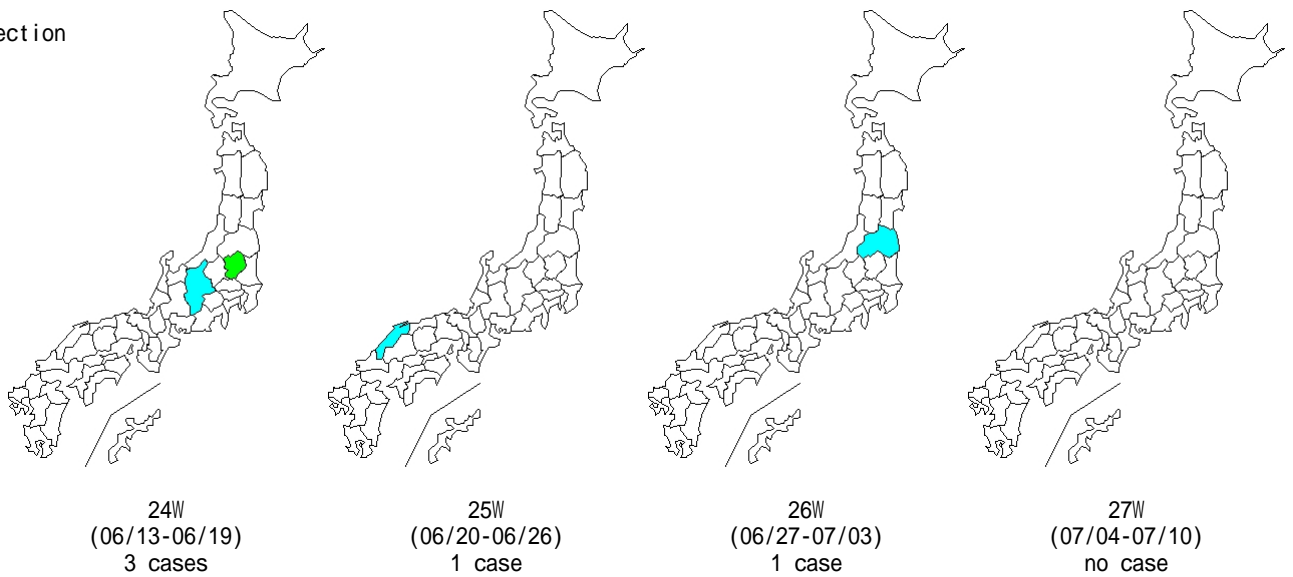 ection
24W
(06/13-06/19)
3 cases
25W
(06/20-06/26)
1 case
26W
(06/27-07/03)
1 case
27W
(07/04-07/10)
no case